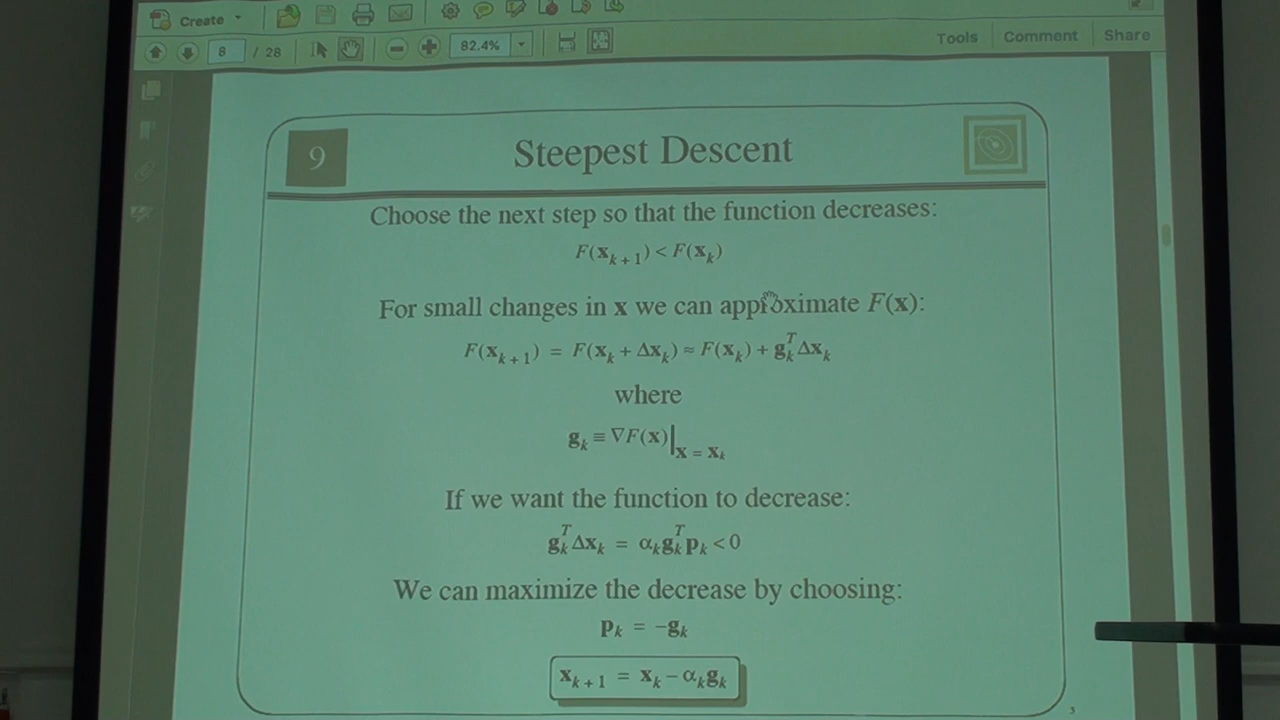 Create
8 / 28
82.4%
Tools
Comment
Share
9
Steepest Descent
Choose the next step so that the function decreases:
F(x_{k+1}) < F(x_k)
For small changes in x we can approximate F(x):
F(x_{k+1}) = F(x_k + Δx_k) ≈ F(x_k) + g_k^T Δx_k
where
g_k ≡ ∇F(x)|_{x = x_k}
If we want the function to decrease:
g_k^T Δx_k = α_k g_k^T p_k < 0
We can maximize the decrease by choosing:
p_k = −g_k
x_{k+1} = x_k − α_k g_k
3